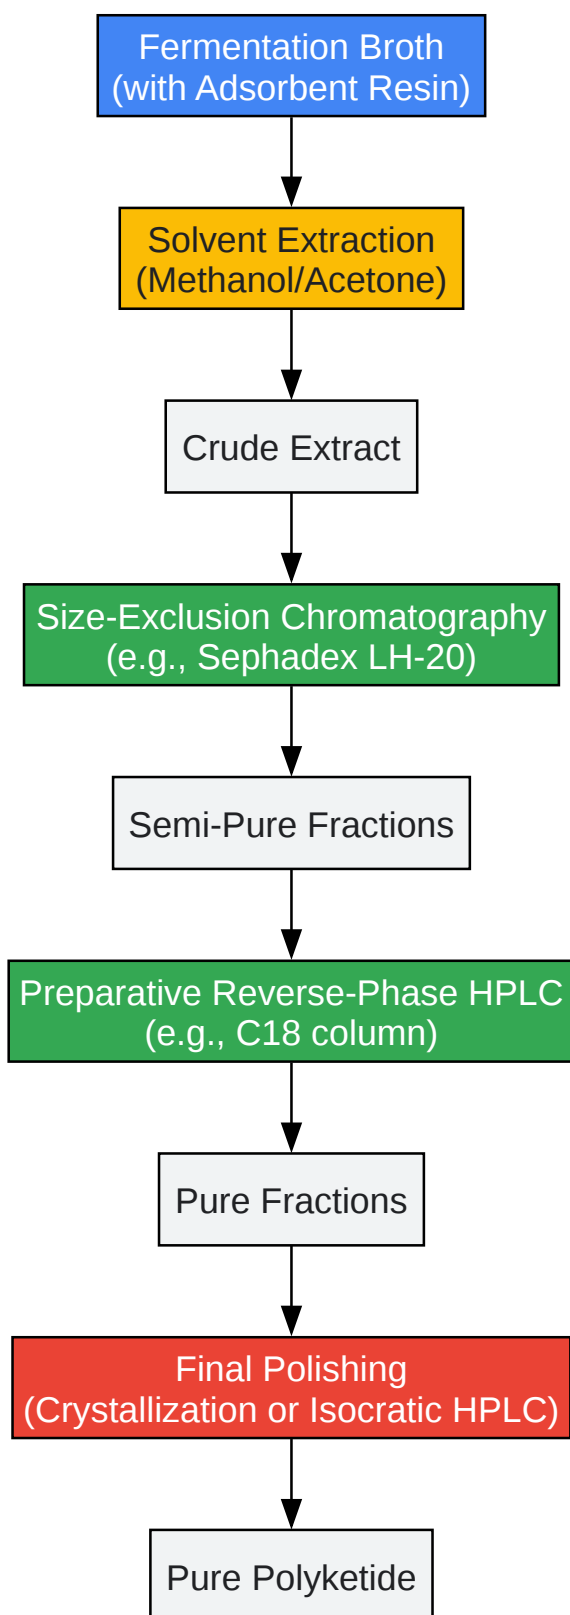 Fermentation Broth
(with Adsorbent Resin)
Solvent Extraction
(Methanol/Acetone)
Crude Extract
Size-Exclusion Chromatography
(e.g., Sephadex LH-20)
Semi-Pure Fractions
Preparative Reverse-Phase HPLC
(e.g., C18 column)
Pure Fractions
Final Polishing
(Crystallization or Isocratic HPLC)
Pure Polyketide